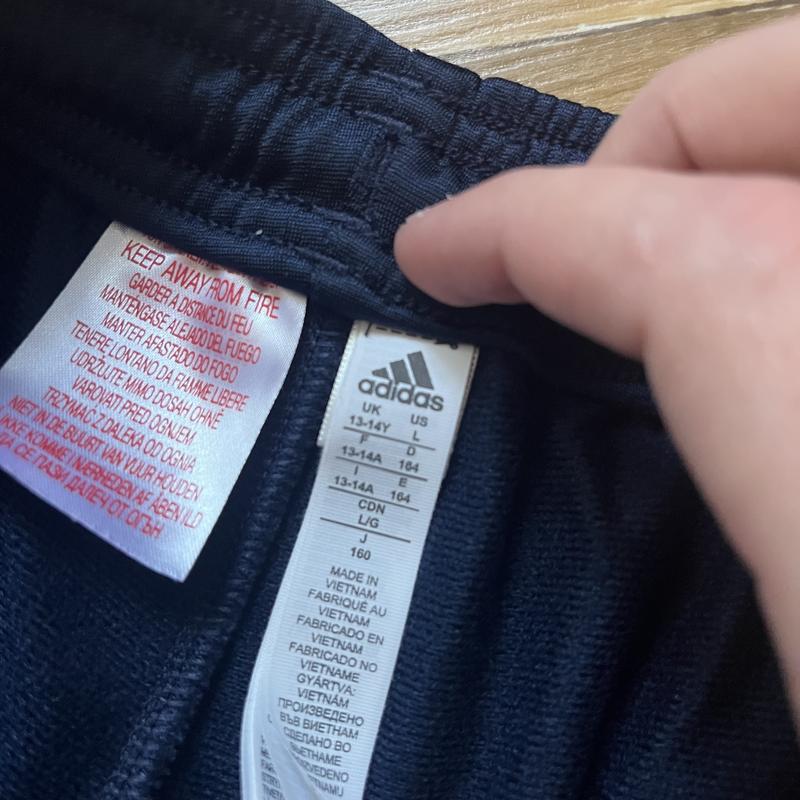 KEEP AWAY FROM FIRE
GARDER A DISTANCE DU FEU
MANTÉNGASE ALEJADO DEL FUEGO
MANTER AFASTADO DO FOGO
TENERE LONTANO DA FIAMME LIBERE
UDRŽUJTE MIMO DOSAH OHNĚ
VAROVATI PRED OGNJEM
TRZYMAĆ Z DALEKA OD OGNIA
NIET IN DE BUURT VAN VUUR HOUDEN
IKKE KOMME I NÆRHEDEN AF ÅBEN ILD
ДА СЕ ПАЗИ ДАЛЕЧ ОТ ОГЪН
adidas
UK US
13-14Y L
F D
13-14A 164
I E
13-14A 164
CDN
L/G
J
160
MADE IN
VIETNAM
FABRIQUÉ AU
VIETNAM
FABRICADO EN
VIETNAM
FABRICADO NO
VIETNAME
GYÁRTVA:
VIETNÁM
ПРОИЗВЕДЕНО
ВЪВ ВИЕТНАМ
СДЕЛАНО ВО
ВЬЕТНАМЕ